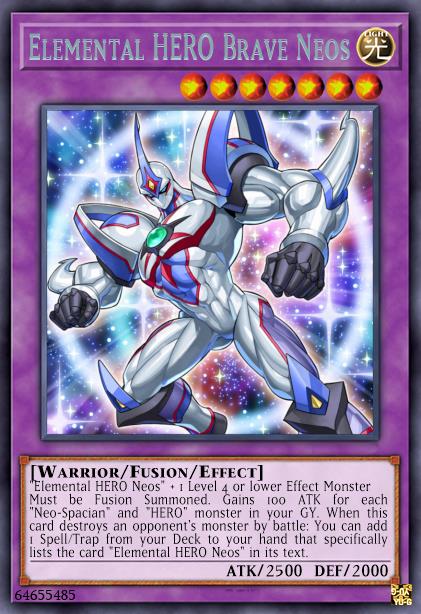 Elemental HERO Brave Neos
LIGHT
光
[Warrior/Fusion/Effect]
"Elemental HERO Neos" + 1 Level 4 or lower Effect Monster
Must be Fusion Summoned. Gains 100 ATK for each
"Neo-Spacian" and "HERO" monster in your GY. When this
card destroys an opponent's monster by battle: You can add
1 Spell/Trap from your Deck to your hand that specifically
lists the card "Elemental HERO Neos" in its text.
ATK/2500 DEF/2000
64655485